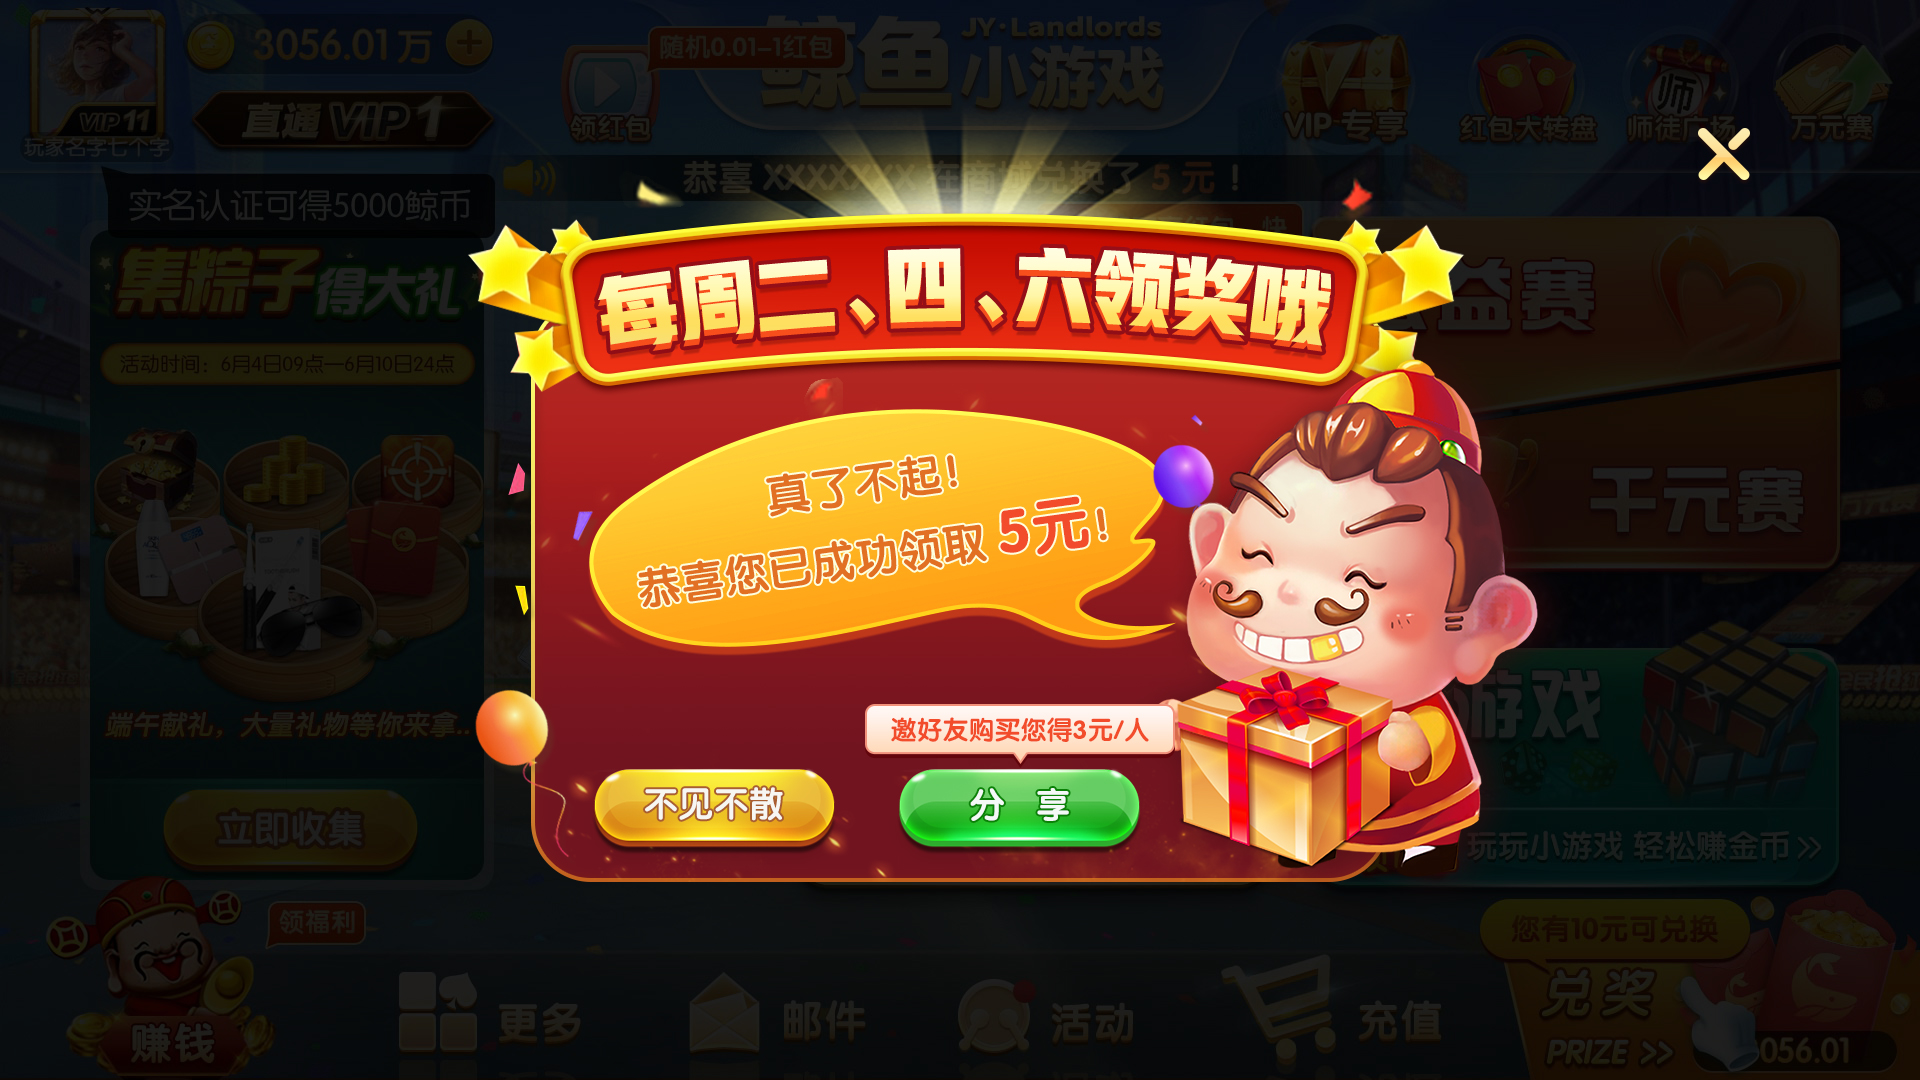 3056.01万
VIP 11
玩家名字七个字
直通VIP 1
领红包
随机0.01-1红包
鲸鱼
JY·Landlords
小游戏
VIP 专享
红包大转盘
师
师徒广场
万元赛
恭喜 XXXXXXX 在商城兑换了 5 元 ！
实名认证可得5000鲸币
集粽子得大礼
活动时间：6月4日09点—6月10日24点
端午献礼，大量礼物等你来拿..
立即收集
每周二、四、六领奖哦
真了不起！
恭喜您已成功领取 5元！
邀好友购买您得3元/人
不见不散
分 享
益赛
千元赛
游戏
玩玩小游戏 轻松赚金币
领福利
赚钱
更多
邮件
活动
充值
您有10元可兑换
兑奖
PRIZE >>
056.01